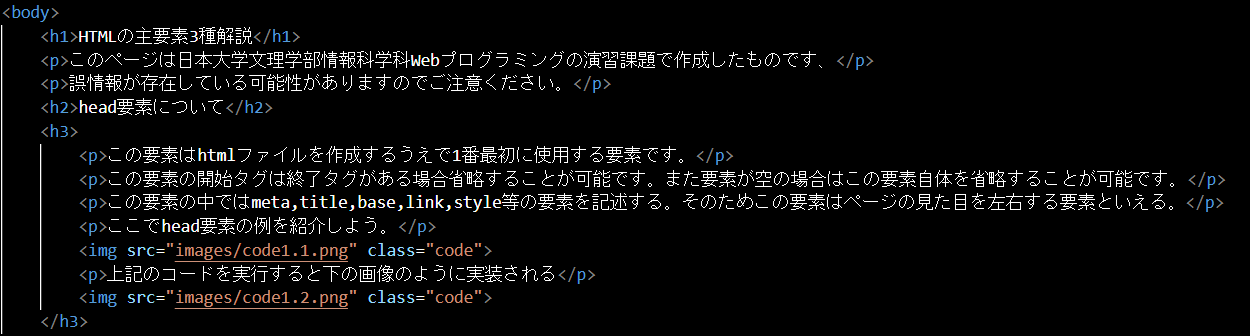 <body>
<h1>HTMLの主要素3種解説</h1>
<p>このページは日本大学文理学部情報科学科Webプログラミングの演習課題で作成したものです、</p>
<p>誤情報が存在している可能性がありますのでご注意ください。</p>
<h2>head要素について</h2>
<h3>
<p>この要素はhtmlファイルを作成するうえで1番最初に使用する要素です。</p>
<p>この要素の開始タグは終了タグがある場合省略することが可能です。また要素が空の場合はこの要素自体を省略することが可能です。</p>
<p>この要素の中ではmeta,title,base,link,style等の要素を記述する。そのためこの要素はページの見た目を左右する要素といえる。</p>
<p>ここでhead要素の例を紹介しよう。</p>
<img src="images/code1.1.png" class="code">
<p>上記のコードを実行すると下の画像のように実装される</p>
<img src="images/code1.2.png" class="code">
</h3>